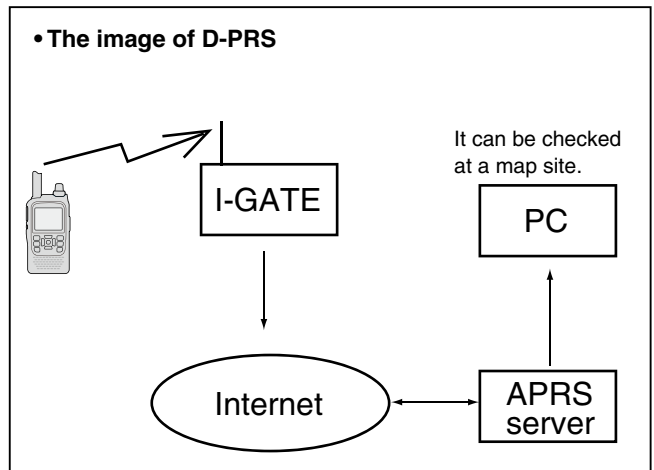 • The image of D-PRS
It can be checked
at a map site.
I-GATE
PC
Internet
APRS
server